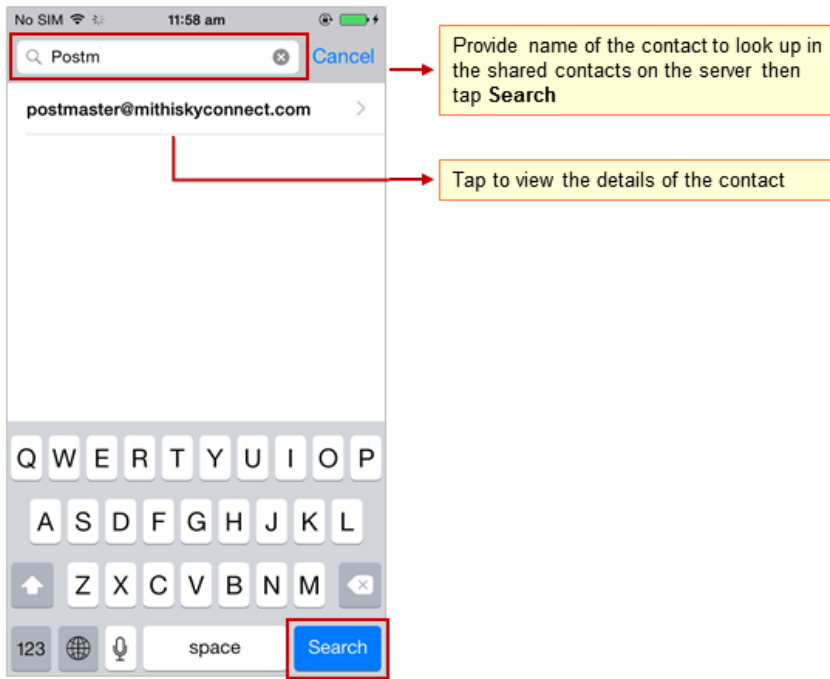 No SIM 11:58 am
Postm Cancel
postmaster@mithiskyconnect.com
Provide name of the contact to look up in
the shared contacts on the server then
tap Search
Tap to view the details of the contact
Q W E R T Y U I O P
A S D F G H J K L
Z X C V B N M
123 space Search